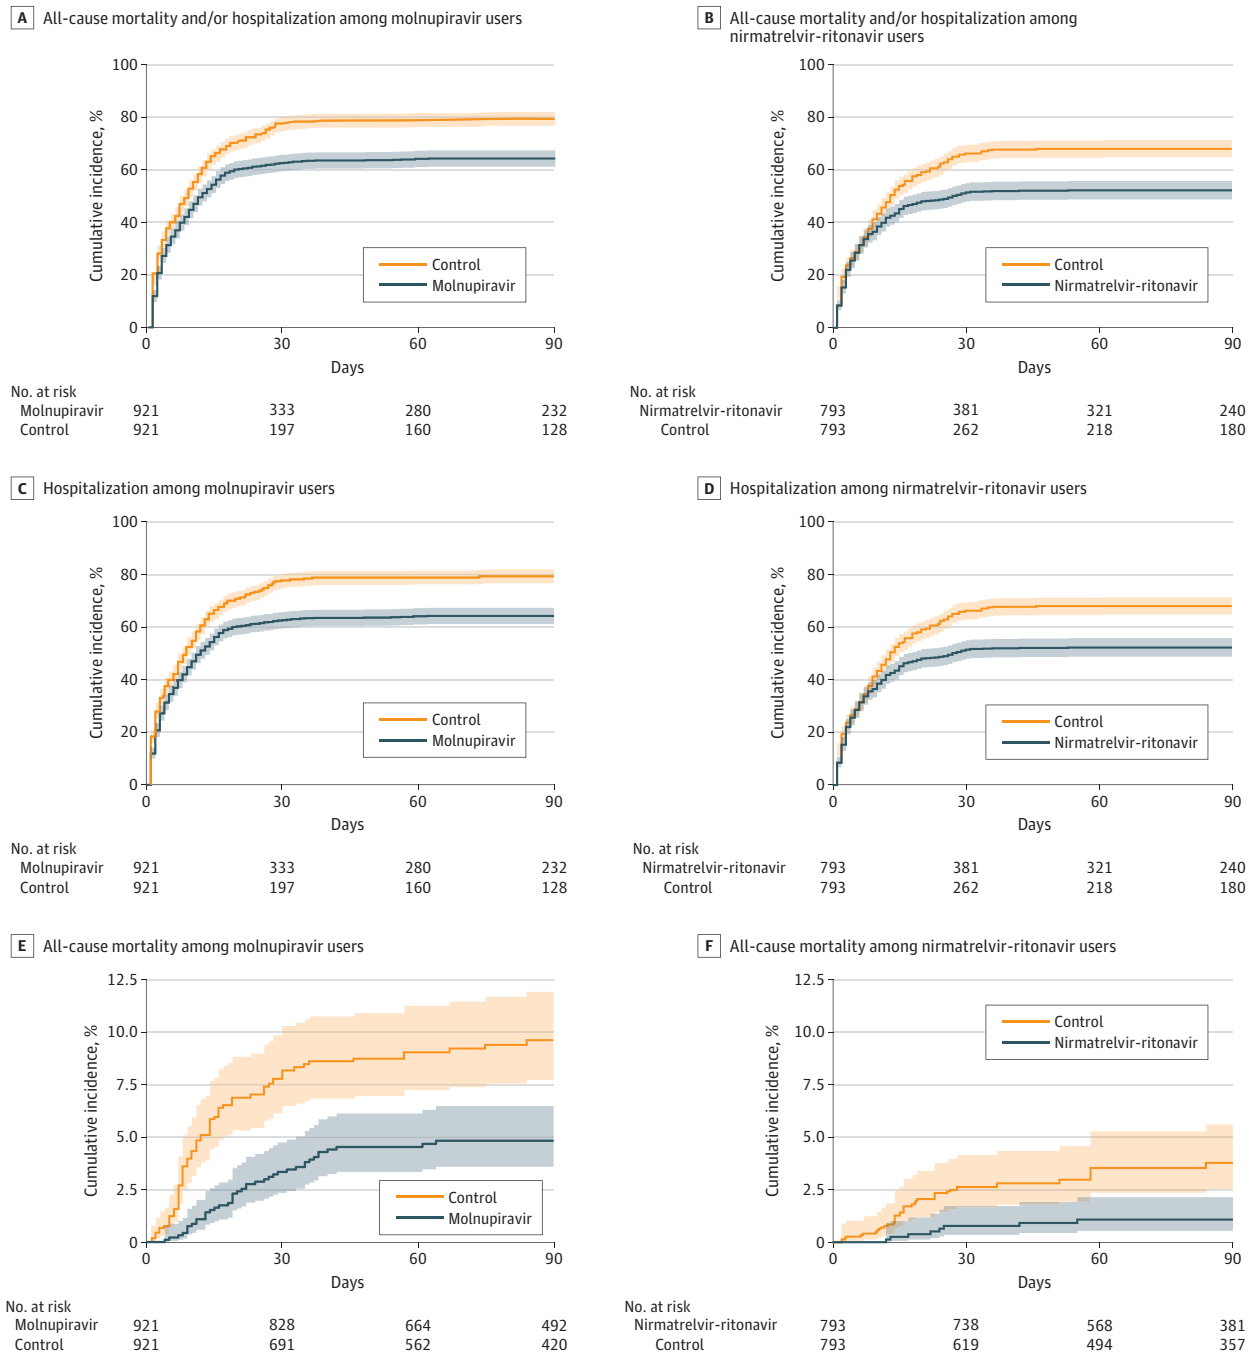 A All-cause mortality and/or hospitalization among molnupiravir users
100
80
60
40
20
0
Cumulative incidence, %
Control
Molnupiravir
0 30 60 90
Days
No. at risk
Molnupiravir 921 333 280 232
Control 921 197 160 128
B All-cause mortality and/or hospitalization among
nirmatrelvir-ritonavir users
100
80
60
40
20
0
Cumulative incidence, %
Control
Nirmatrelvir-ritonavir
0 30 60 90
Days
No. at risk
Nirmatrelvir-ritonavir 793 381 321 240
Control 793 262 218 180
C Hospitalization among molnupiravir users
100
80
60
40
20
0
Cumulative incidence, %
Control
Molnupiravir
0 30 60 90
Days
No. at risk
Molnupiravir 921 333 280 232
Control 921 197 160 128
D Hospitalization among nirmatrelvir-ritonavir users
100
80
60
40
20
0
Cumulative incidence, %
Control
Nirmatrelvir-ritonavir
0 30 60 90
Days
No. at risk
Nirmatrelvir-ritonavir 793 381 321 240
Control 793 262 218 180
E All-cause mortality among molnupiravir users
12.5
10.0
7.5
5.0
2.5
0
Cumulative incidence, %
Control
Molnupiravir
0 30 60 90
Days
No. at risk
Molnupiravir 921 828 664 492
Control 921 691 562 420
F All-cause mortality among nirmatrelvir-ritonavir users
12.5
10.0
7.5
5.0
2.5
0
Cumulative incidence, %
Control
Nirmatrelvir-ritonavir
0 30 60 90
Days
No. at risk
Nirmatrelvir-ritonavir 793 738 568 381
Control 793 619 494 357